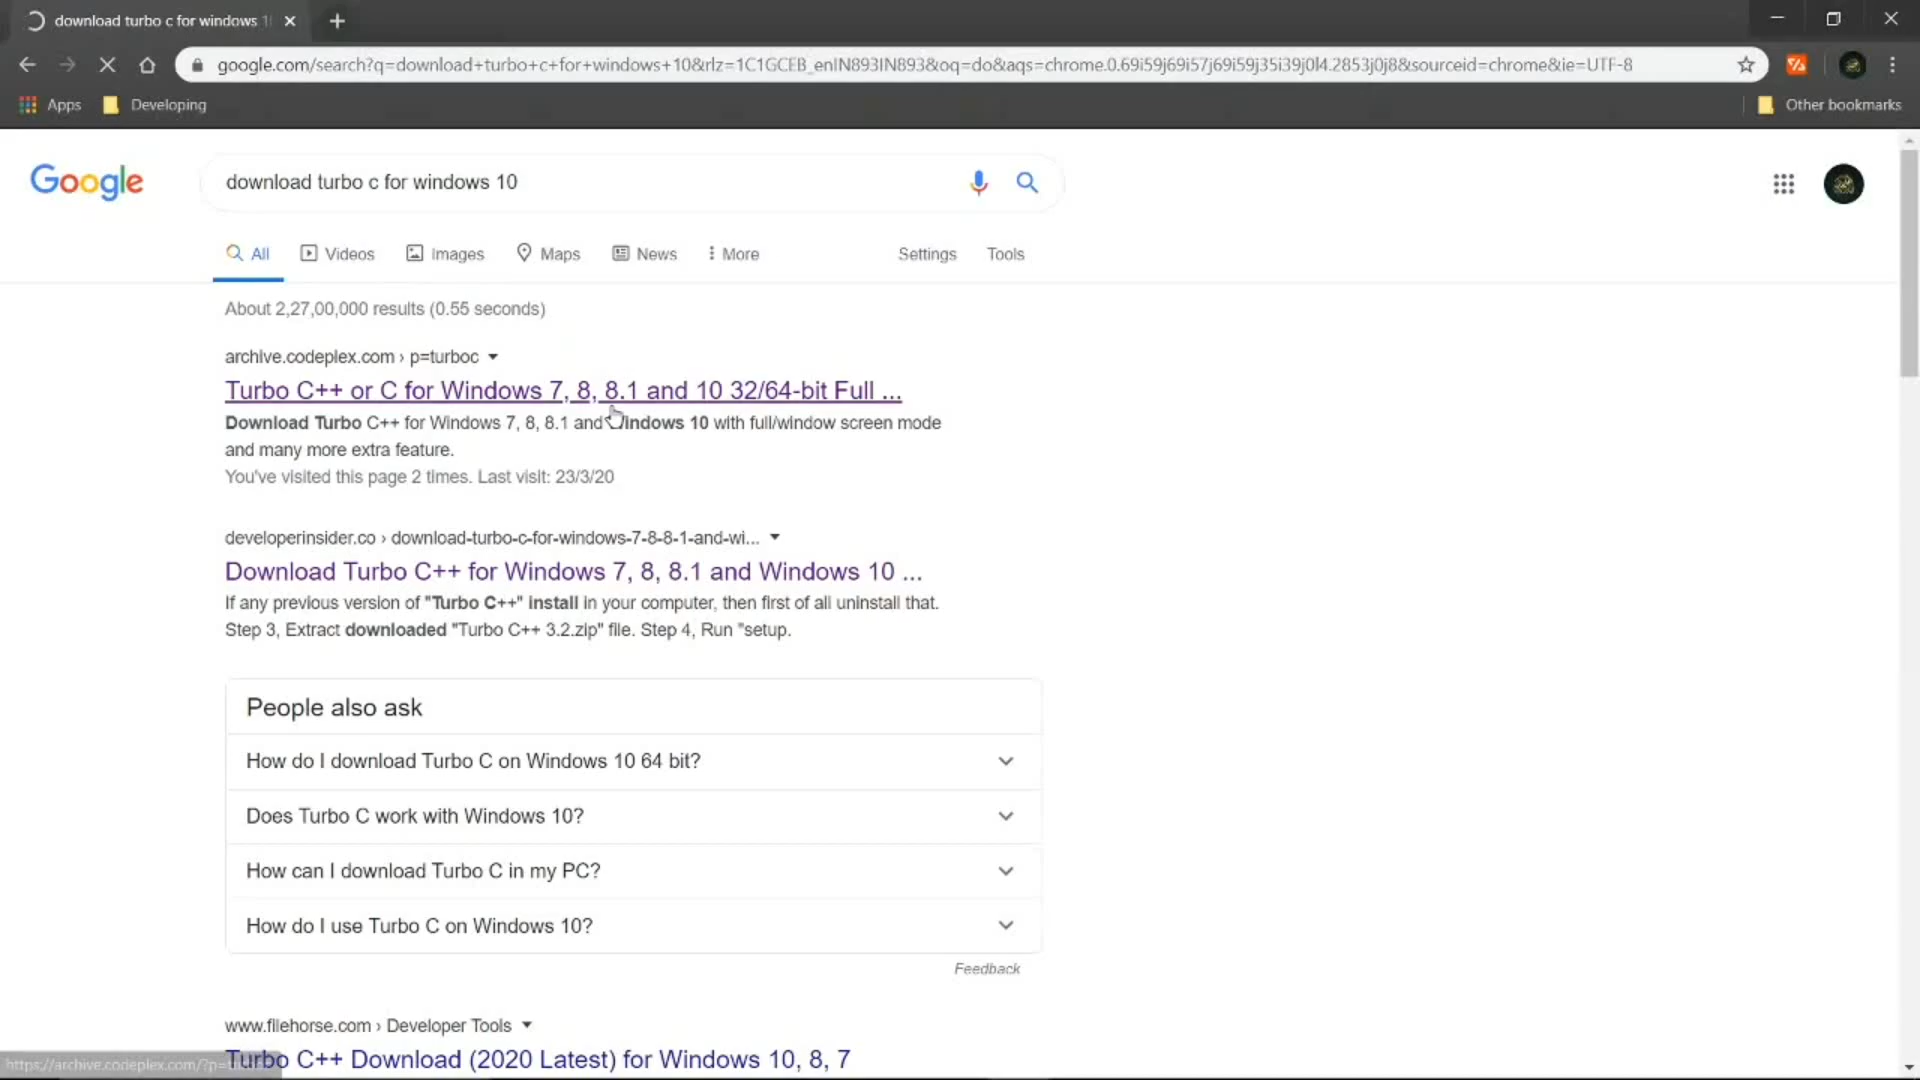 download turbo c for windows 1
google.com/search?q=download+turbo+c+for+windows+10&rlz=1C1GCEB_enIN893IN893&oq=do&aqs=chrome.0.69i59j69i57j69i59j35i39j0l4.2853j0j8&sourceid=chrome&ie=UTF-8
Apps Developing Other bookmarks
Google
download turbo c for windows 10
All Videos Images Maps News More Settings Tools
About 2,27,00,000 results (0.55 seconds)
archive.codeplex.com › p=turboc
Turbo C++ or C for Windows 7, 8, 8.1 and 10 32/64-bit Full ...
Download Turbo C++ for Windows 7, 8, 8.1 and Windows 10 with full/window screen mode
and many more extra feature.
You've visited this page 2 times. Last visit: 23/3/20
developerinsider.co › download-turbo-c-for-windows-7-8-8-1-and-wi...
Download Turbo C++ for Windows 7, 8, 8.1 and Windows 10 ...
If any previous version of "Turbo C++" install in your computer, then first of all uninstall that.
Step 3, Extract downloaded "Turbo C++ 3.2.zip" file. Step 4, Run "setup.
People also ask
How do I download Turbo C on Windows 10 64 bit?
Does Turbo C work with Windows 10?
How can I download Turbo C in my PC?
How do I use Turbo C on Windows 10?
Feedback
www.filehorse.com › Developer Tools
Turbo C++ Download (2020 Latest) for Windows 10, 8, 7
https://archive.codeplex.com/?p=